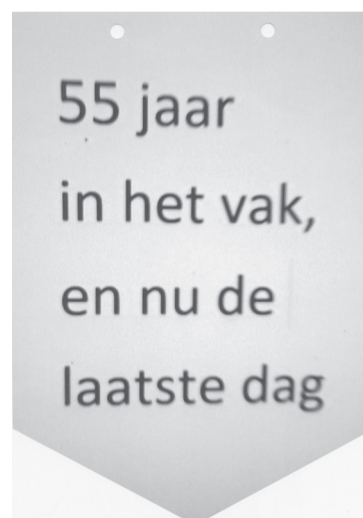 55 jaar
in het vak,
en nu de
laatste dag